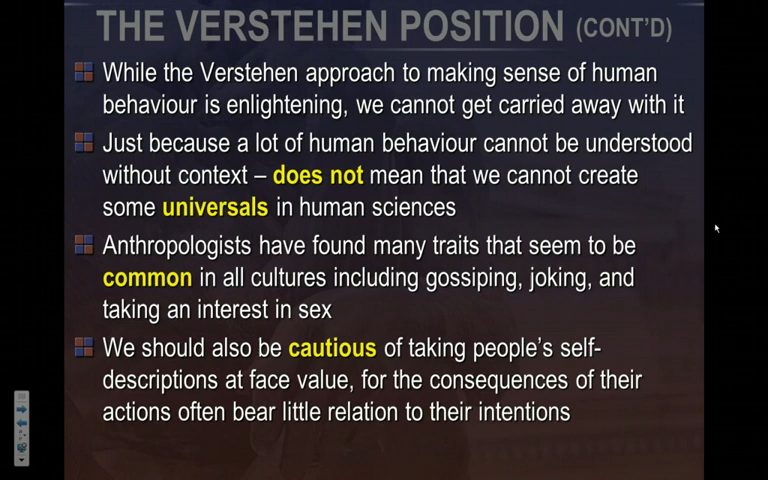 THE VERSTEHEN POSITION (CONT'D)
While the Verstehen approach to making sense of human
behaviour is enlightening, we cannot get carried away with it
Just because a lot of human behaviour cannot be understood
without context – does not mean that we cannot create
some universals in human sciences
Anthropologists have found many traits that seem to be
common in all cultures including gossiping, joking, and
taking an interest in sex
We should also be cautious of taking people's self-
descriptions at face value, for the consequences of their
actions often bear little relation to their intentions